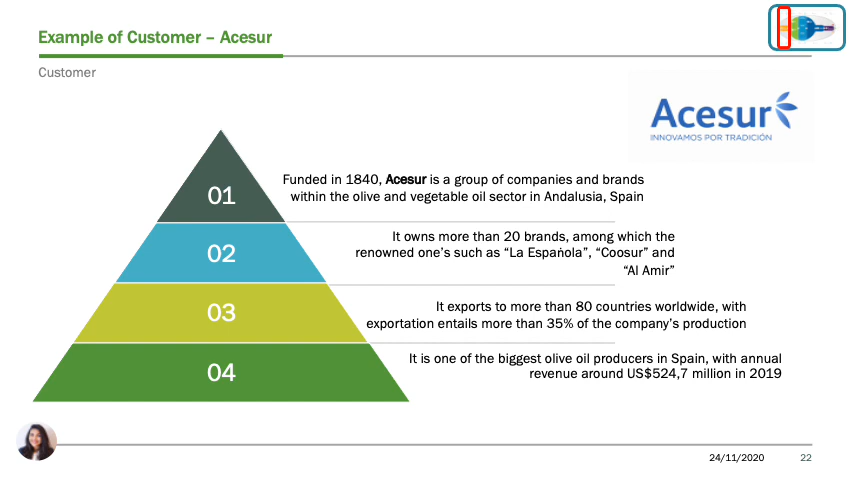 Example of Customer – Acesur
Customer
Acesur
INNOVAMOS POR TRADICIÓN
01
Funded in 1840, Acesur is a group of companies and brands
within the olive and vegetable oil sector in Andalusia, Spain
02
It owns more than 20 brands, among which the
renowned one's such as “La Española”, “Coosur” and
“Al Amir”
03
It exports to more than 80 countries worldwide, with
exportation entails more than 35% of the company's production
04
It is one of the biggest olive oil producers in Spain, with annual
revenue around US$524,7 million in 2019
24/11/2020
22